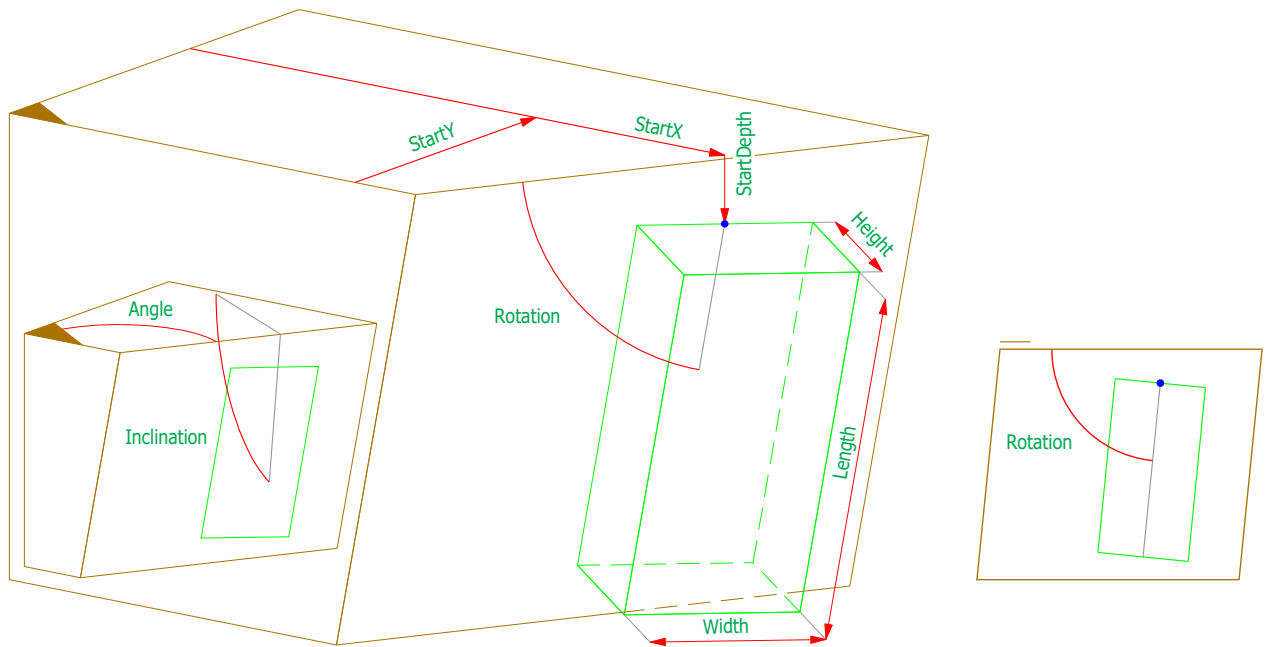 StartX
StartY
StartDepth
Height
Angle
Rotation
Inclination
Length
Rotation
Width